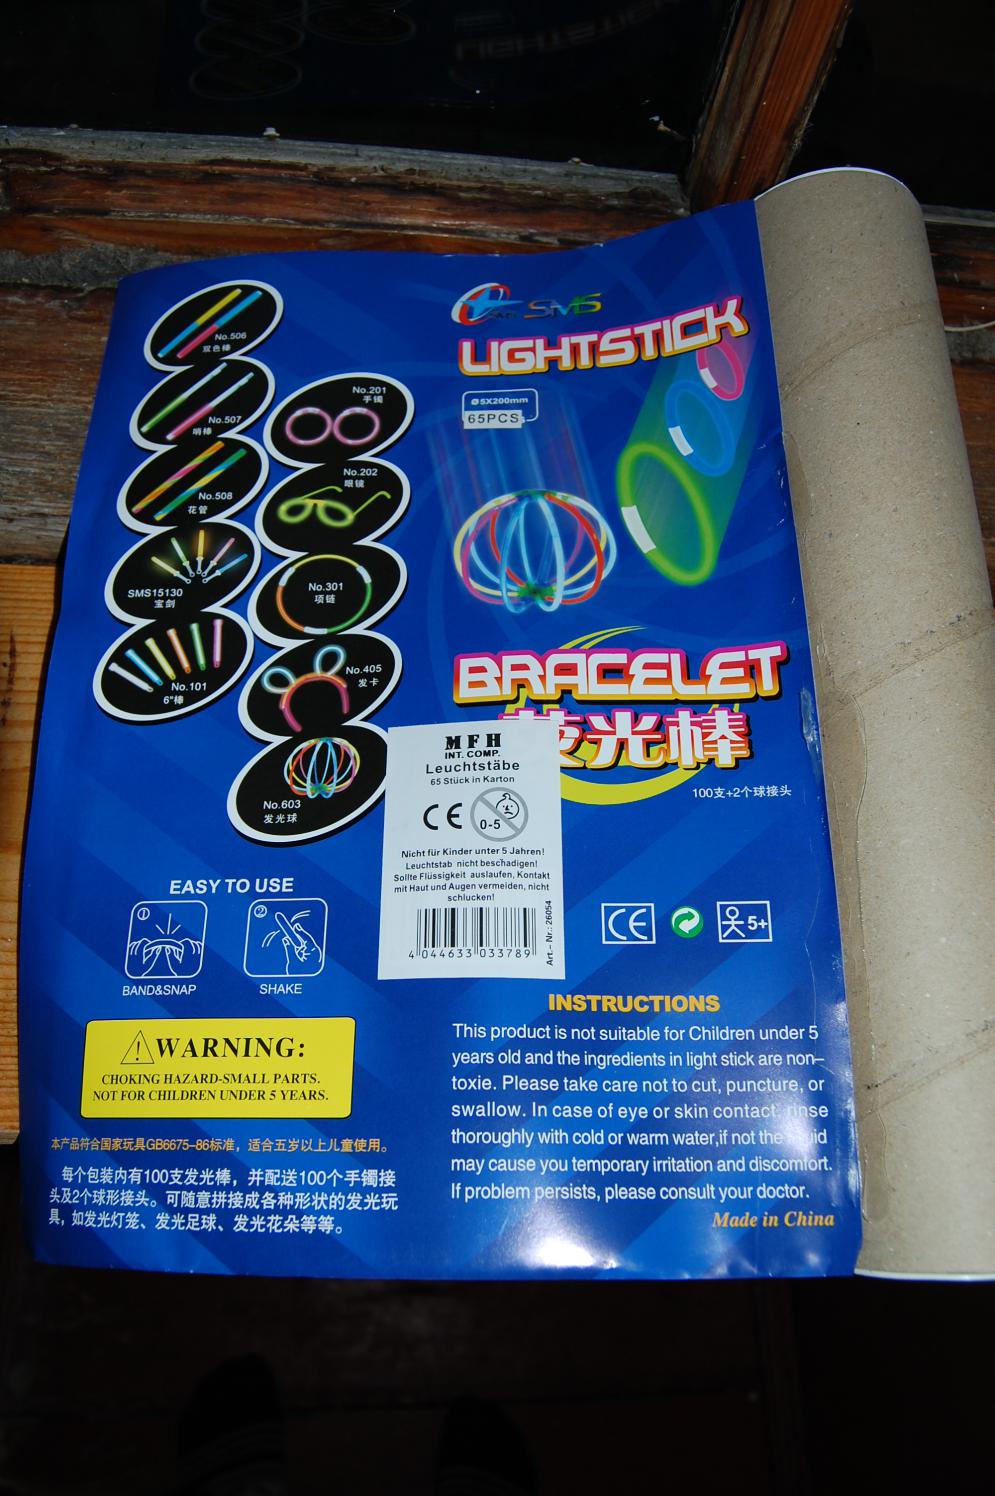 No.506
双色棒
No.507
哨棒
No.508
花管
SMS15130
宝剑
No.101
6"棒
No.201
手镯
No.202
眼镜
No.301
项链
No.405
发卡
No.603
发光球
SMS
LIGHTSTICK
Ø5X200mm
65PCS
BRACELET
光棒
100支+2个球接头
MFH
INT. COMP.
Leuchtstäbe
65 Stück in Karton
CE
0-5
Nicht für Kinder unter 5 Jahren!
Leuchtstab nicht beschadigen!
Sollte Flüssigkeit auslaufen, Kontakt
mit Haut und Augen vermeiden, nicht
schlucken!
4 044633 033789
Art.- Nr.: 26054
EASY TO USE
①
②
BAND&SNAP
SHAKE
CE
5+
WARNING:
CHOKING HAZARD-SMALL PARTS.
NOT FOR CHILDREN UNDER 5 YEARS.
本产品符合国家玩具GB6675-86标准，适合五岁以上儿童使用。
每个包装内有100支发光棒，并配送100个手镯接
头及2个球形接头。可随意拼接成各种形状的发光玩
具，如发光灯笼、发光足球、发光花朵等等。
INSTRUCTIONS
This product is not suitable for Children under 5
years old and the ingredients in light stick are non-
toxie. Please take care not to cut, puncture, or
swallow. In case of eye or skin contact, rinse
thoroughly with cold or warm water,if not the liquid
may cause you temporary irritation and discomfort.
If problem persists, please consult your doctor.
Made in China